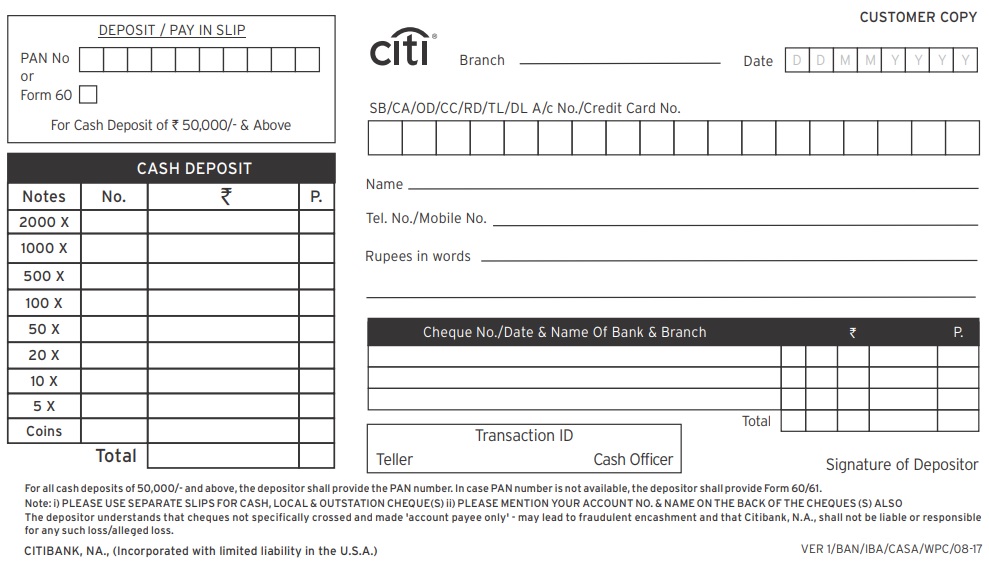 DEPOSIT / PAY IN SLIP
PAN No
or
Form 60
For Cash Deposit of ₹ 50,000/- & Above
CUSTOMER COPY
citi®
Branch
Date D D M M Y Y Y Y
SB/CA/OD/CC/RD/TL/DL A/c No./Credit Card No.
Name
Tel. No./Mobile No.
Rupees in words
CASH DEPOSIT
Notes No. ₹ P.
2000 X
1000 X
500 X
100 X
50 X
20 X
10 X
5 X
Coins
Total
Cheque No./Date & Name Of Bank & Branch ₹ P.
Total
Transaction ID
Teller Cash Officer
Signature of Depositor
For all cash deposits of 50,000/- and above, the depositor shall provide the PAN number. In case PAN number is not available, the depositor shall provide Form 60/61.
Note: i) PLEASE USE SEPARATE SLIPS FOR CASH, LOCAL & OUTSTATION CHEQUE(S) ii) PLEASE MENTION YOUR ACCOUNT NO. & NAME ON THE BACK OF THE CHEQUES (S) ALSO
The depositor understands that cheques not specifically crossed and made 'account payee only' - may lead to fraudulent encashment and that Citibank, N.A., shall not be liable or responsible
for any such loss/alleged loss.
CITIBANK, NA., (Incorporated with limited liability in the U.S.A.)
VER 1/BAN/IBA/CASA/WPC/08-17